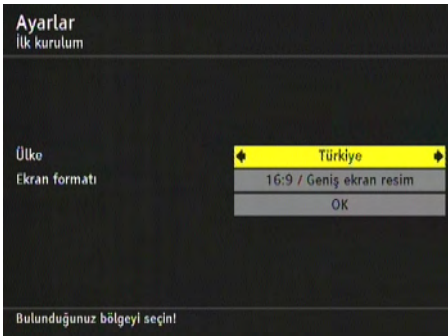 Ayarlar
İlk kurulum
Ülke Türkiye
Ekran formatı 16:9 / Geniş ekran resim
OK
Bulunduğunuz bölgeyi seçin!